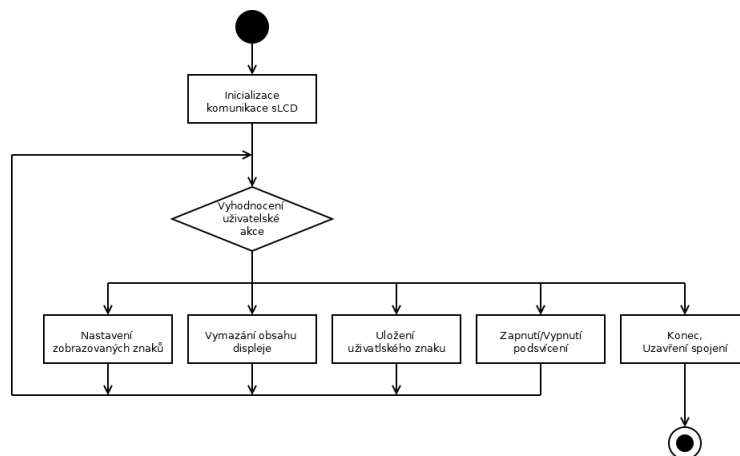 Inicializace
komunikace sLCD
Vyhodnocení
uživatelské
akce
Nastavení
zobrazovaných znaků
Vymazání obsahu
displeje
Uložení
uživatlského znaku
Zapnutí/Vypnutí
podsvícení
Konec,
Uzavření spojení